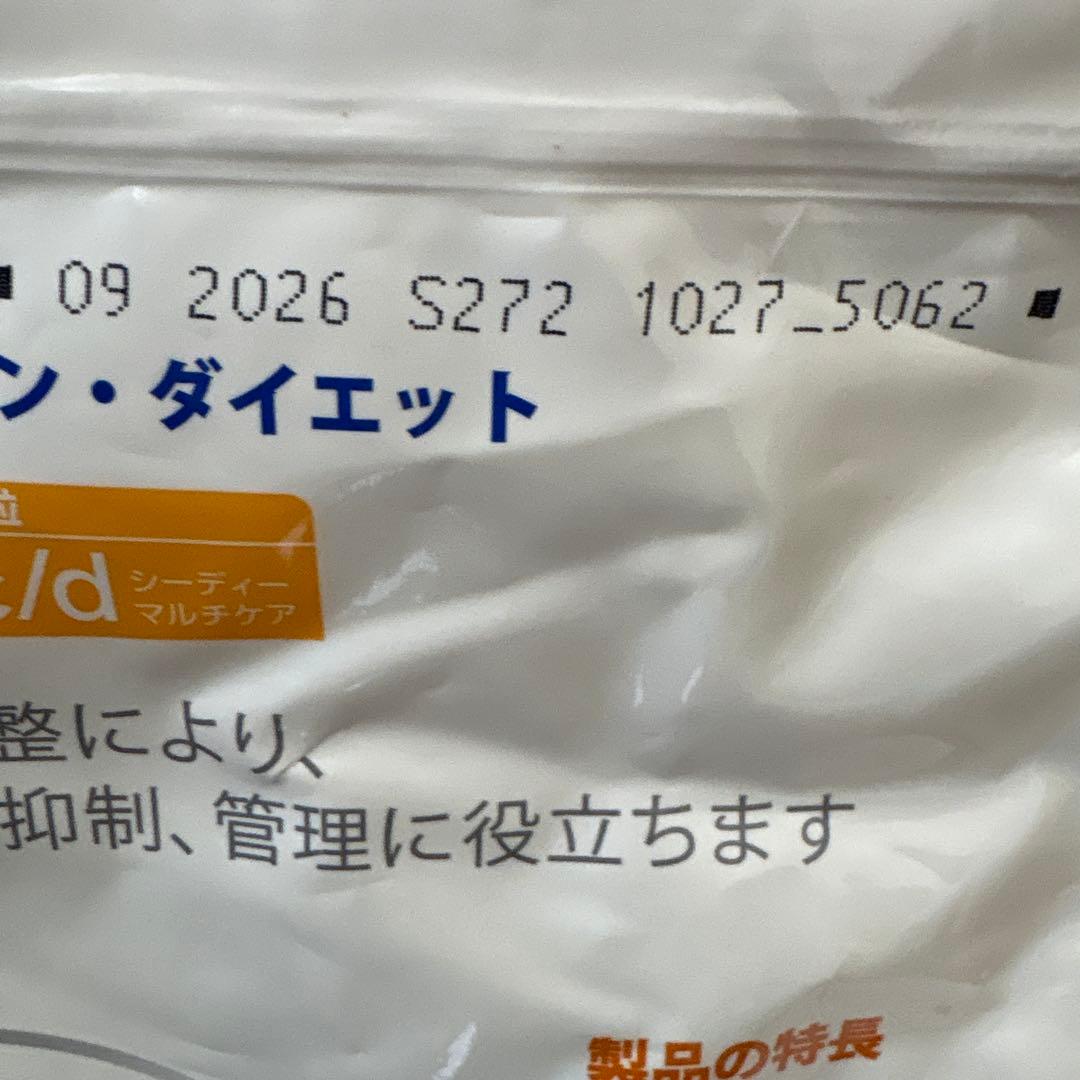 09 2026 S272 1027_5062
ン・ダイエット
粒
c/d シーディー
マルチケア
整により、
抑制、管理に役立ちます
製品の特長